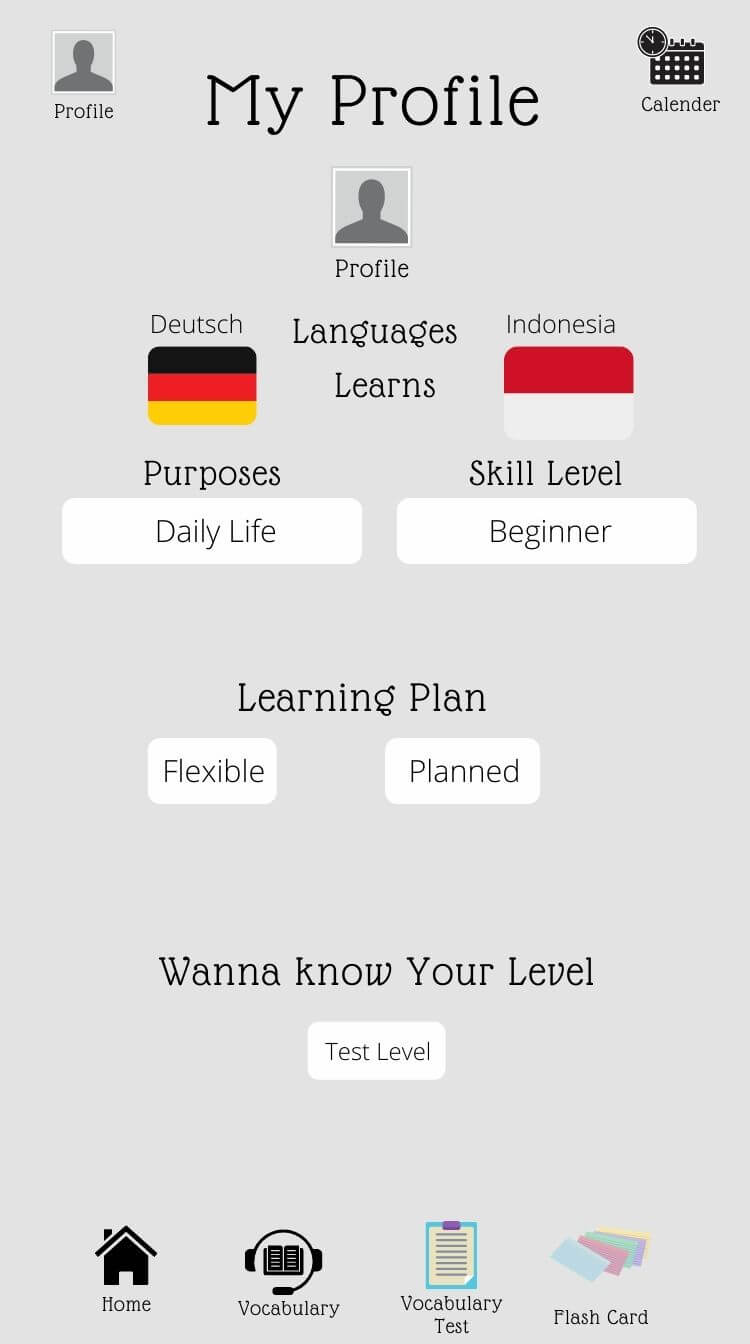 Profile
My Profile
Calender
Profile
Deutsch
Languages
Learns
Indonesia
Purposes
Skill Level
Daily Life
Beginner
Learning Plan
Flexible
Planned
Wanna know Your Level
Test Level
Home
Vocabulary
Vocabulary
Test
Flash Card